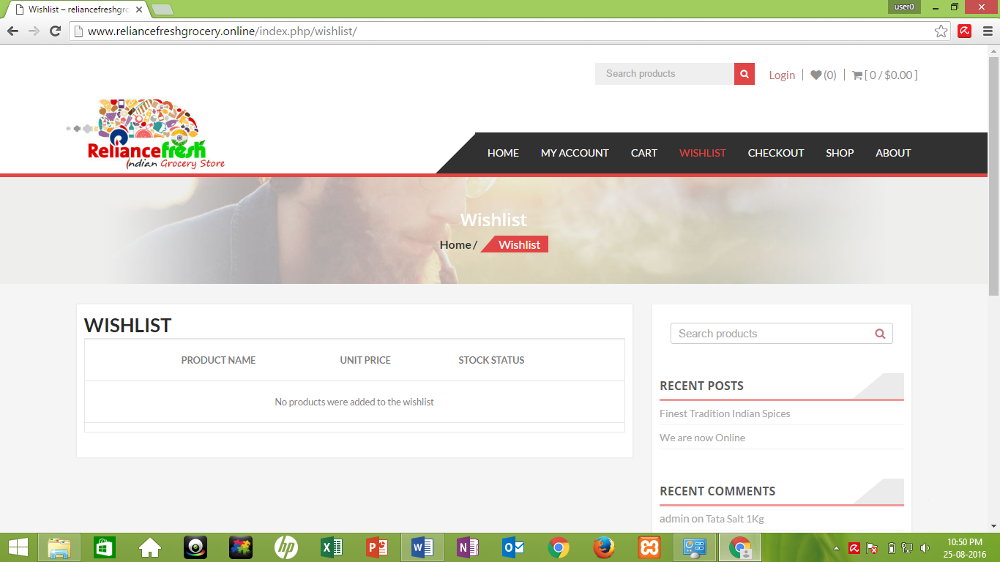 Wishlist – reliancefreshgro
user0
www.reliancefreshgrocery.online/index.php/wishlist/
Search products
Login | (0) | [ 0 / $0.00 ]
Reliancefresh
Indian Grocery Store
HOME MY ACCOUNT CART WISHLIST CHECKOUT SHOP ABOUT
Wishlist
Home / Wishlist
WISHLIST
PRODUCT NAME UNIT PRICE STOCK STATUS
No products were added to the wishlist
Search products
RECENT POSTS
Finest Tradition Indian Spices
We are now Online
RECENT COMMENTS
admin on Tata Salt 1Kg
10:50 PM
25-08-2016